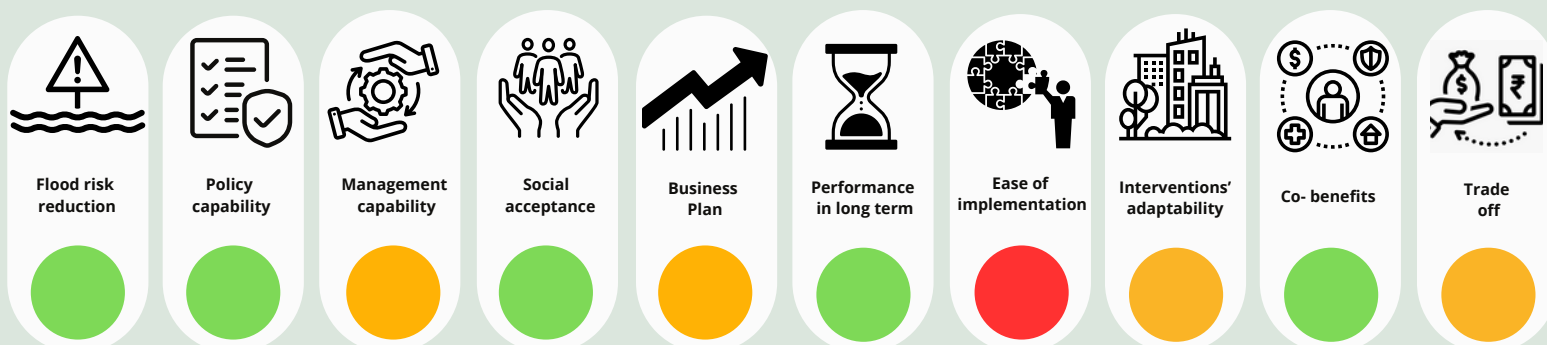 Flood risk
reduction
Policy
capability
Management
capability
Social
acceptance
Business
Plan
Performance
in long term
Ease of
implementation
Interventions’
adaptability
Co- benefits
Trade
off
$
$
₹